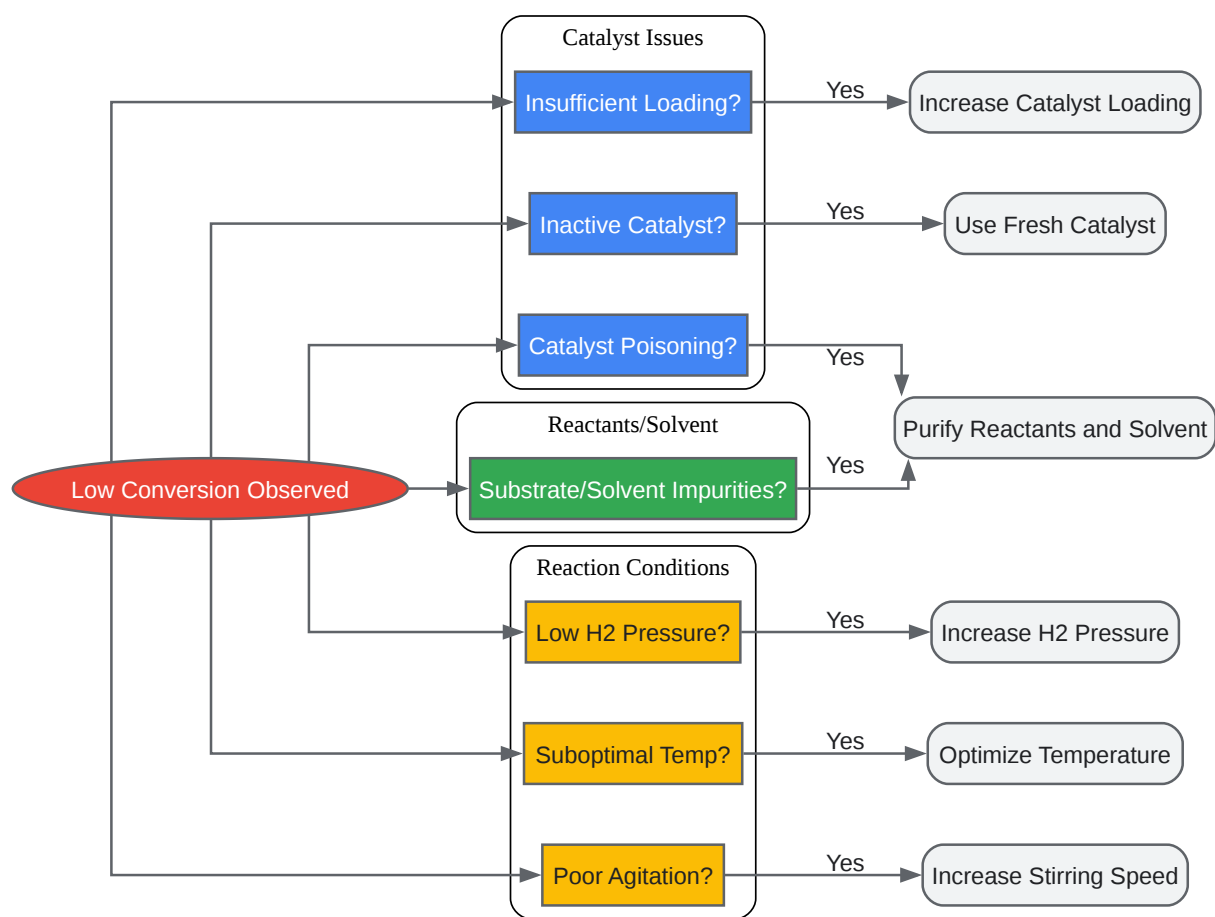 Catalyst Issues
Insufficient Loading?
Yes
Increase Catalyst Loading
Inactive Catalyst?
Yes
Use Fresh Catalyst
Catalyst Poisoning?
Yes
Purify Reactants and Solvent
Reactants/Solvent
Low Conversion Observed
Substrate/Solvent Impurities?
Yes
Reaction Conditions
Low H2 Pressure?
Yes
Increase H2 Pressure
Suboptimal Temp?
Yes
Optimize Temperature
Poor Agitation?
Yes
Increase Stirring Speed